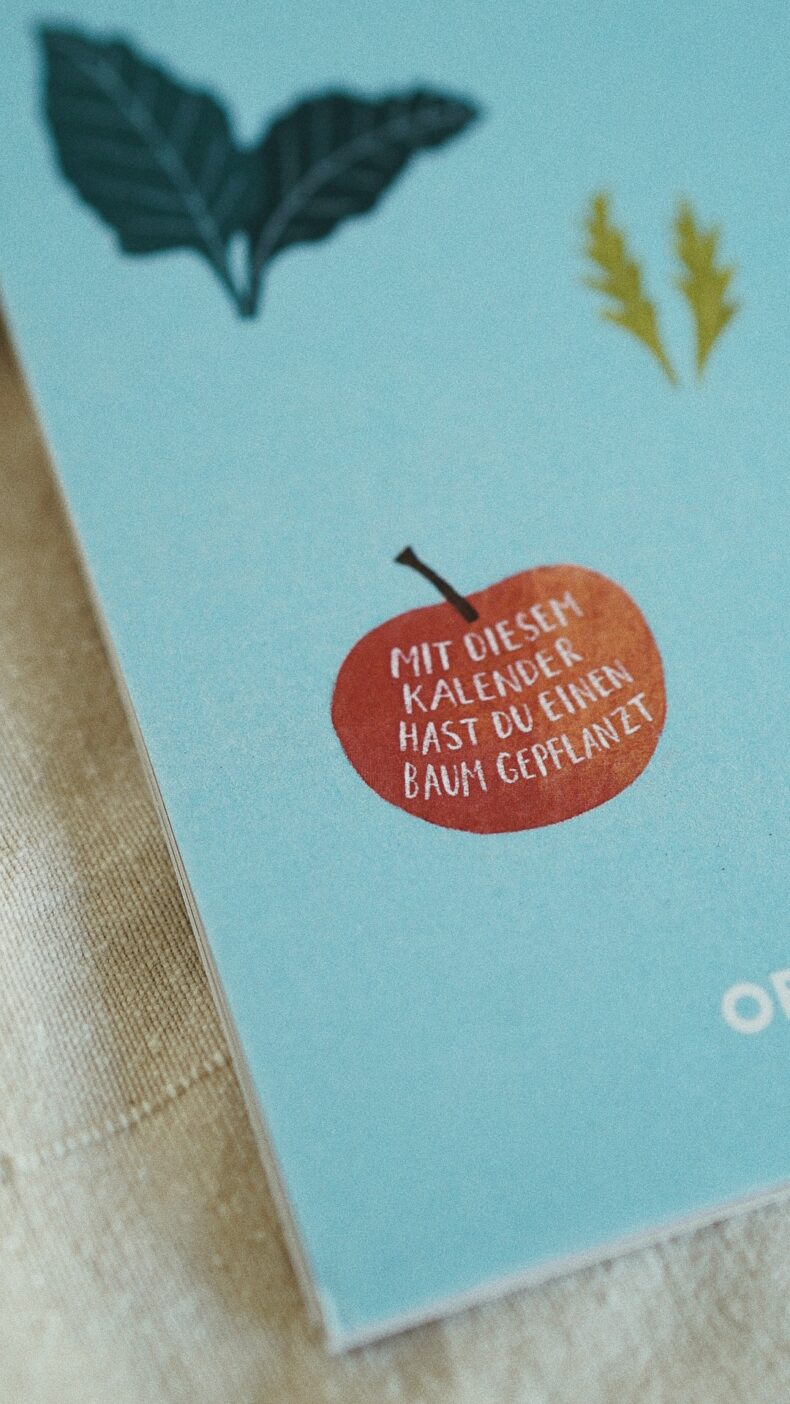 MIT DIESEM
KALENDER
HAST DU EINEN
BAUM GEPFLANZT